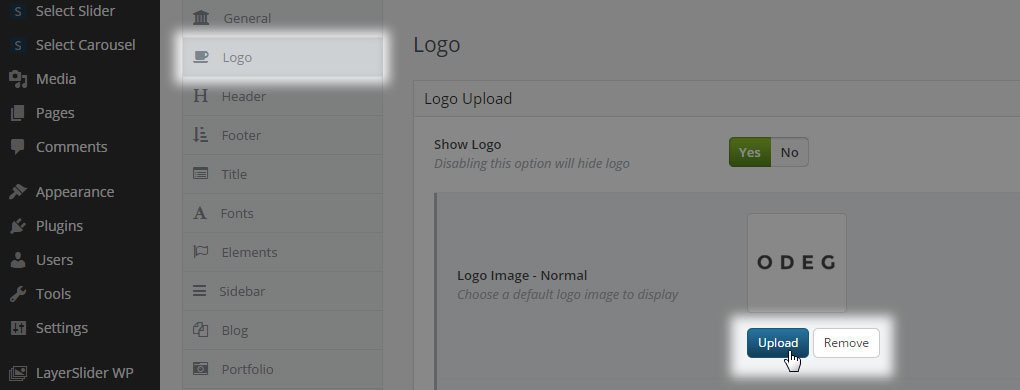 Select Slider
Select Carousel
Media
Pages
Comments
Appearance
Plugins
Users
Tools
Settings
LayerSlider WP
General
Logo
Header
Footer
Title
Fonts
Elements
Sidebar
Blog
Portfolio
Logo
Logo Upload
Show Logo
Disabling this option will hide logo
Yes No
Logo Image - Normal
Choose a default logo image to display
ODEG
Upload Remove